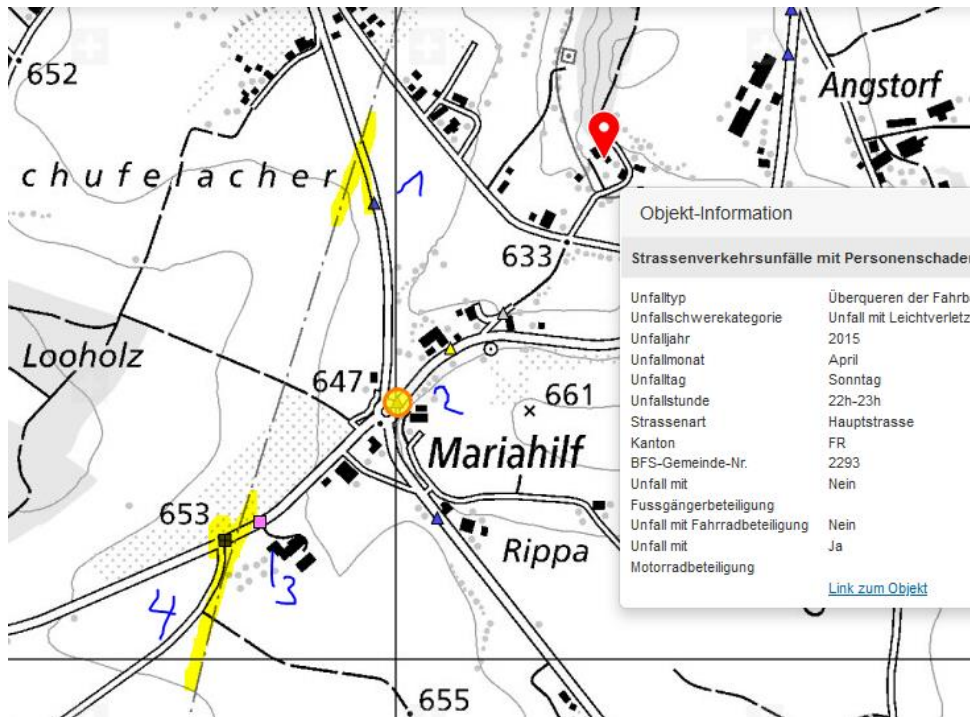 652
chufelacher
1
Angstorf
633
Looholz
647
2
661
Mariahilf
653
3
Rippa
4
655
Objekt-Information
Strassenverkehrsunfälle mit Personenschaden
Unfalltyp Überqueren der Fahrb
Unfallschwerekategorie Unfall mit Leichtverletz
Unfalljahr 2015
Unfallmonat April
Unfalltag Sonntag
Unfallstunde 22h-23h
Strassenart Hauptstrasse
Kanton FR
BFS-Gemeinde-Nr. 2293
Unfall mit Nein
Fussgängerbeteiligung
Unfall mit Fahrradbeteiligung Nein
Unfall mit Ja
Motorradbeteiligung
Link zum Objekt